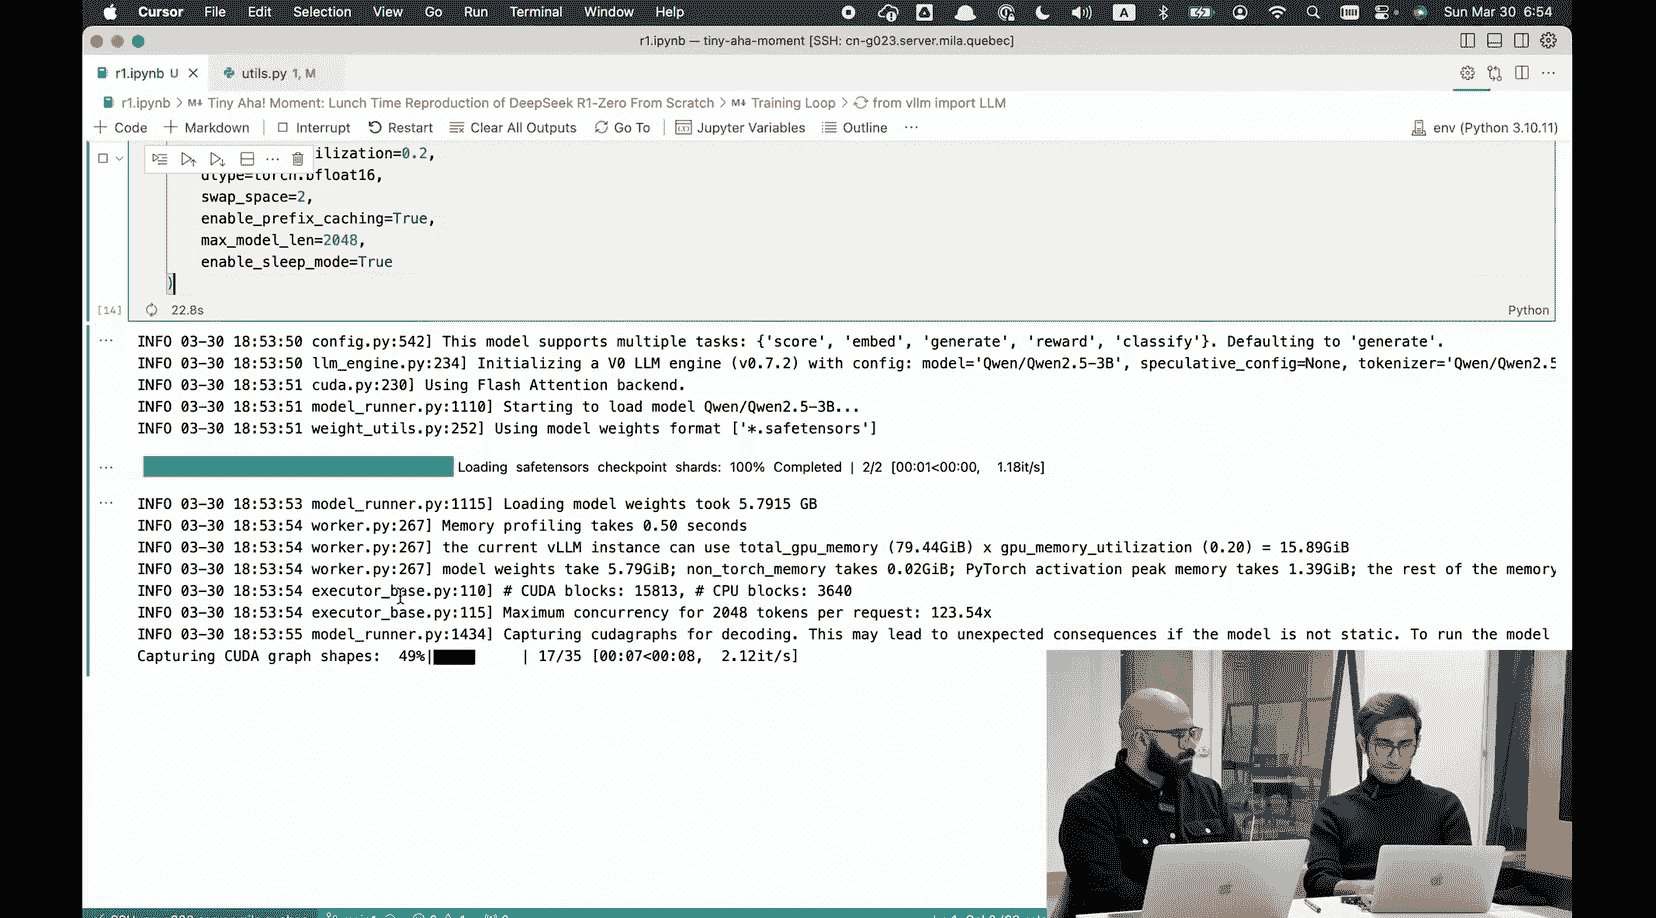 Cursor File Edit Selection View Go Run Terminal Window Help A Sun Mar 30 6:54
r1.ipynb — tiny-aha-moment [SSH: cn-g023.server.mila.quebec]
r1.ipynb U utils.py 1, M
r1.ipynb > M↓ Tiny Aha! Moment: Lunch Time Reproduction of DeepSeek R1-Zero From Scratch > M↓ Training Loop > from vllm import LLM
+ Code + Markdown Interrupt Restart Clear All Outputs Go To Jupyter Variables Outline ... env (Python 3.10.11)
ilization=0.2,
dtype=torch.bfloat16,
swap_space=2,
enable_prefix_caching=True,
max_model_len=2048,
enable_sleep_mode=True
)
[14] 22.8s Python
INFO 03-30 18:53:50 config.py:542] This model supports multiple tasks: {'score', 'embed', 'generate', 'reward', 'classify'}. Defaulting to 'generate'.
INFO 03-30 18:53:50 llm_engine.py:234] Initializing a V0 LLM engine (v0.7.2) with config: model='Qwen/Qwen2.5-3B', speculative_config=None, tokenizer='Qwen/Qwen2.5
INFO 03-30 18:53:51 cuda.py:230] Using Flash Attention backend.
INFO 03-30 18:53:51 model_runner.py:1110] Starting to load model Qwen/Qwen2.5-3B...
INFO 03-30 18:53:51 weight_utils.py:252] Using model weights format ['*.safetensors']
Loading safetensors checkpoint shards: 100% Completed | 2/2 [00:01<00:00, 1.18it/s]
INFO 03-30 18:53:53 model_runner.py:1115] Loading model weights took 5.7915 GB
INFO 03-30 18:53:54 worker.py:267] Memory profiling takes 0.50 seconds
INFO 03-30 18:53:54 worker.py:267] the current vLLM instance can use total_gpu_memory (79.44GiB) x gpu_memory_utilization (0.20) = 15.89GiB
INFO 03-30 18:53:54 worker.py:267] model weights take 5.79GiB; non_torch_memory takes 0.02GiB; PyTorch activation peak memory takes 1.39GiB; the rest of the memory
INFO 03-30 18:53:54 executor_base.py:110] # CUDA blocks: 15813, # CPU blocks: 3640
INFO 03-30 18:53:54 executor_base.py:115] Maximum concurrency for 2048 tokens per request: 123.54x
INFO 03-30 18:53:55 model_runner.py:1434] Capturing cudagraphs for decoding. This may lead to unexpected consequences if the model is not static. To run the model
Capturing CUDA graph shapes: 49%| | 17/35 [00:07<00:08, 2.12it/s]